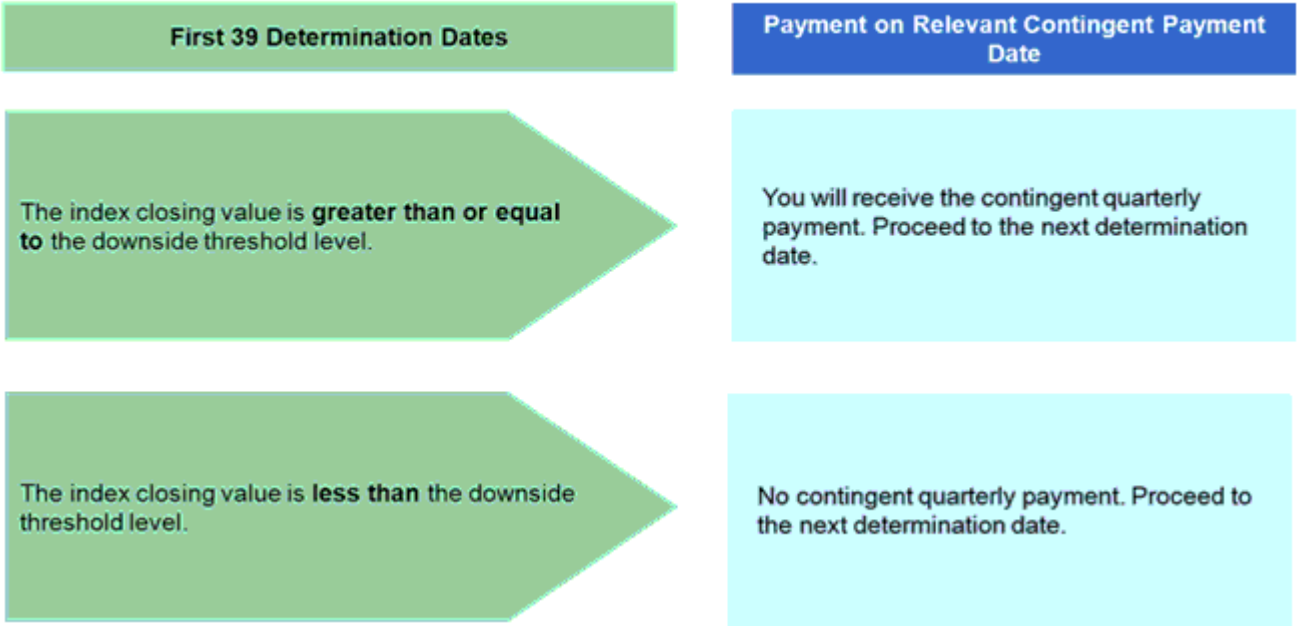 First 39 Determination Dates
Payment on Relevant Contingent Payment
Date
The index closing value is greater than or equal
to the downside threshold level.
You will receive the contingent quarterly
payment. Proceed to the next determination
date.
The index closing value is less than the downside
threshold level.
No contingent quarterly payment. Proceed to
the next determination date.